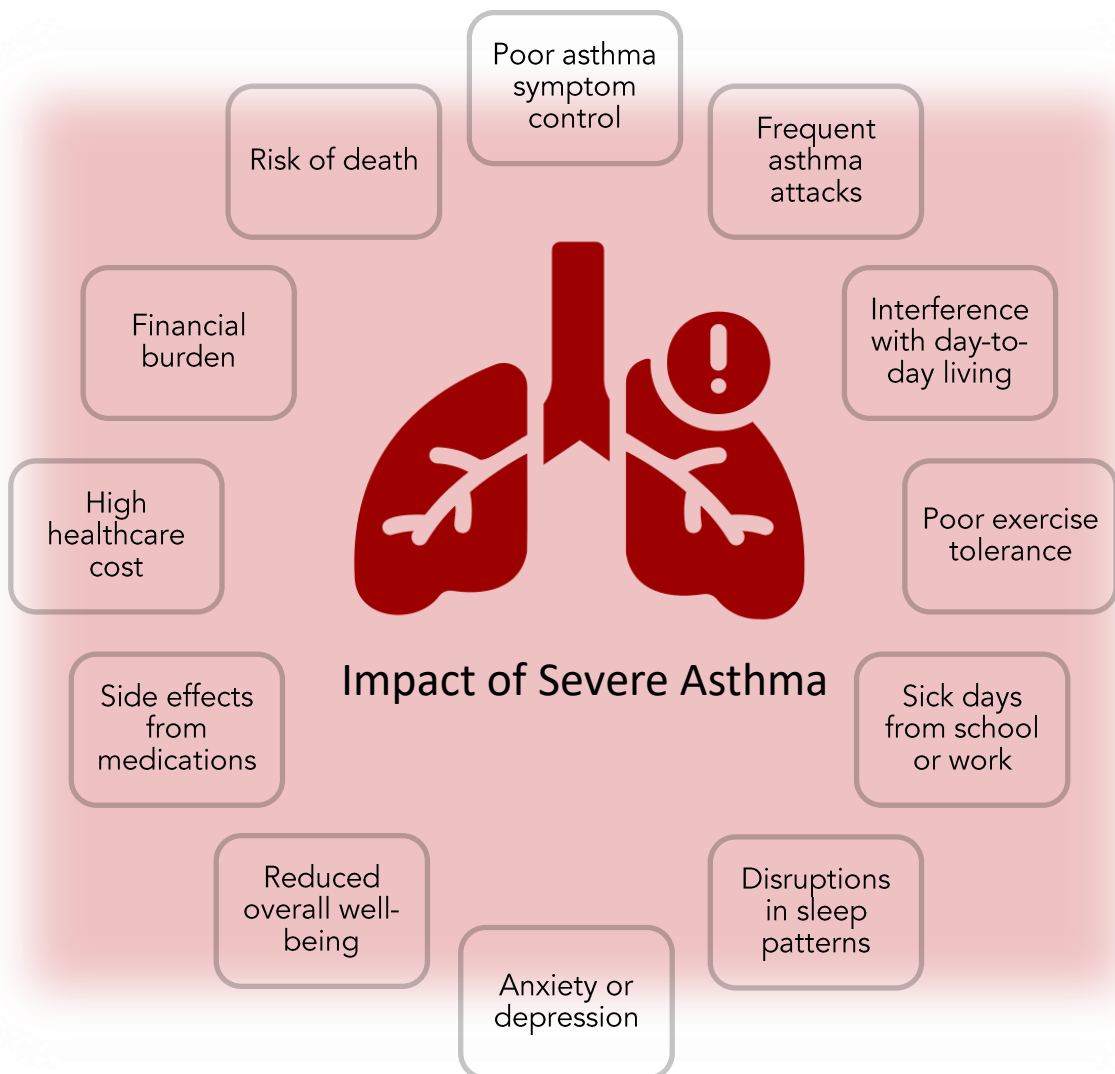 Poor asthma
symptom
control
Frequent
asthma
attacks
Interference
with day-to-
day living
Poor exercise
tolerance
Sick days
from school
or work
Disruptions
in sleep
patterns
Anxiety or
depression
Reduced
overall well-
being
Side effects
from
medications
High
healthcare
cost
Financial
burden
Risk of death
Impact of Severe Asthma